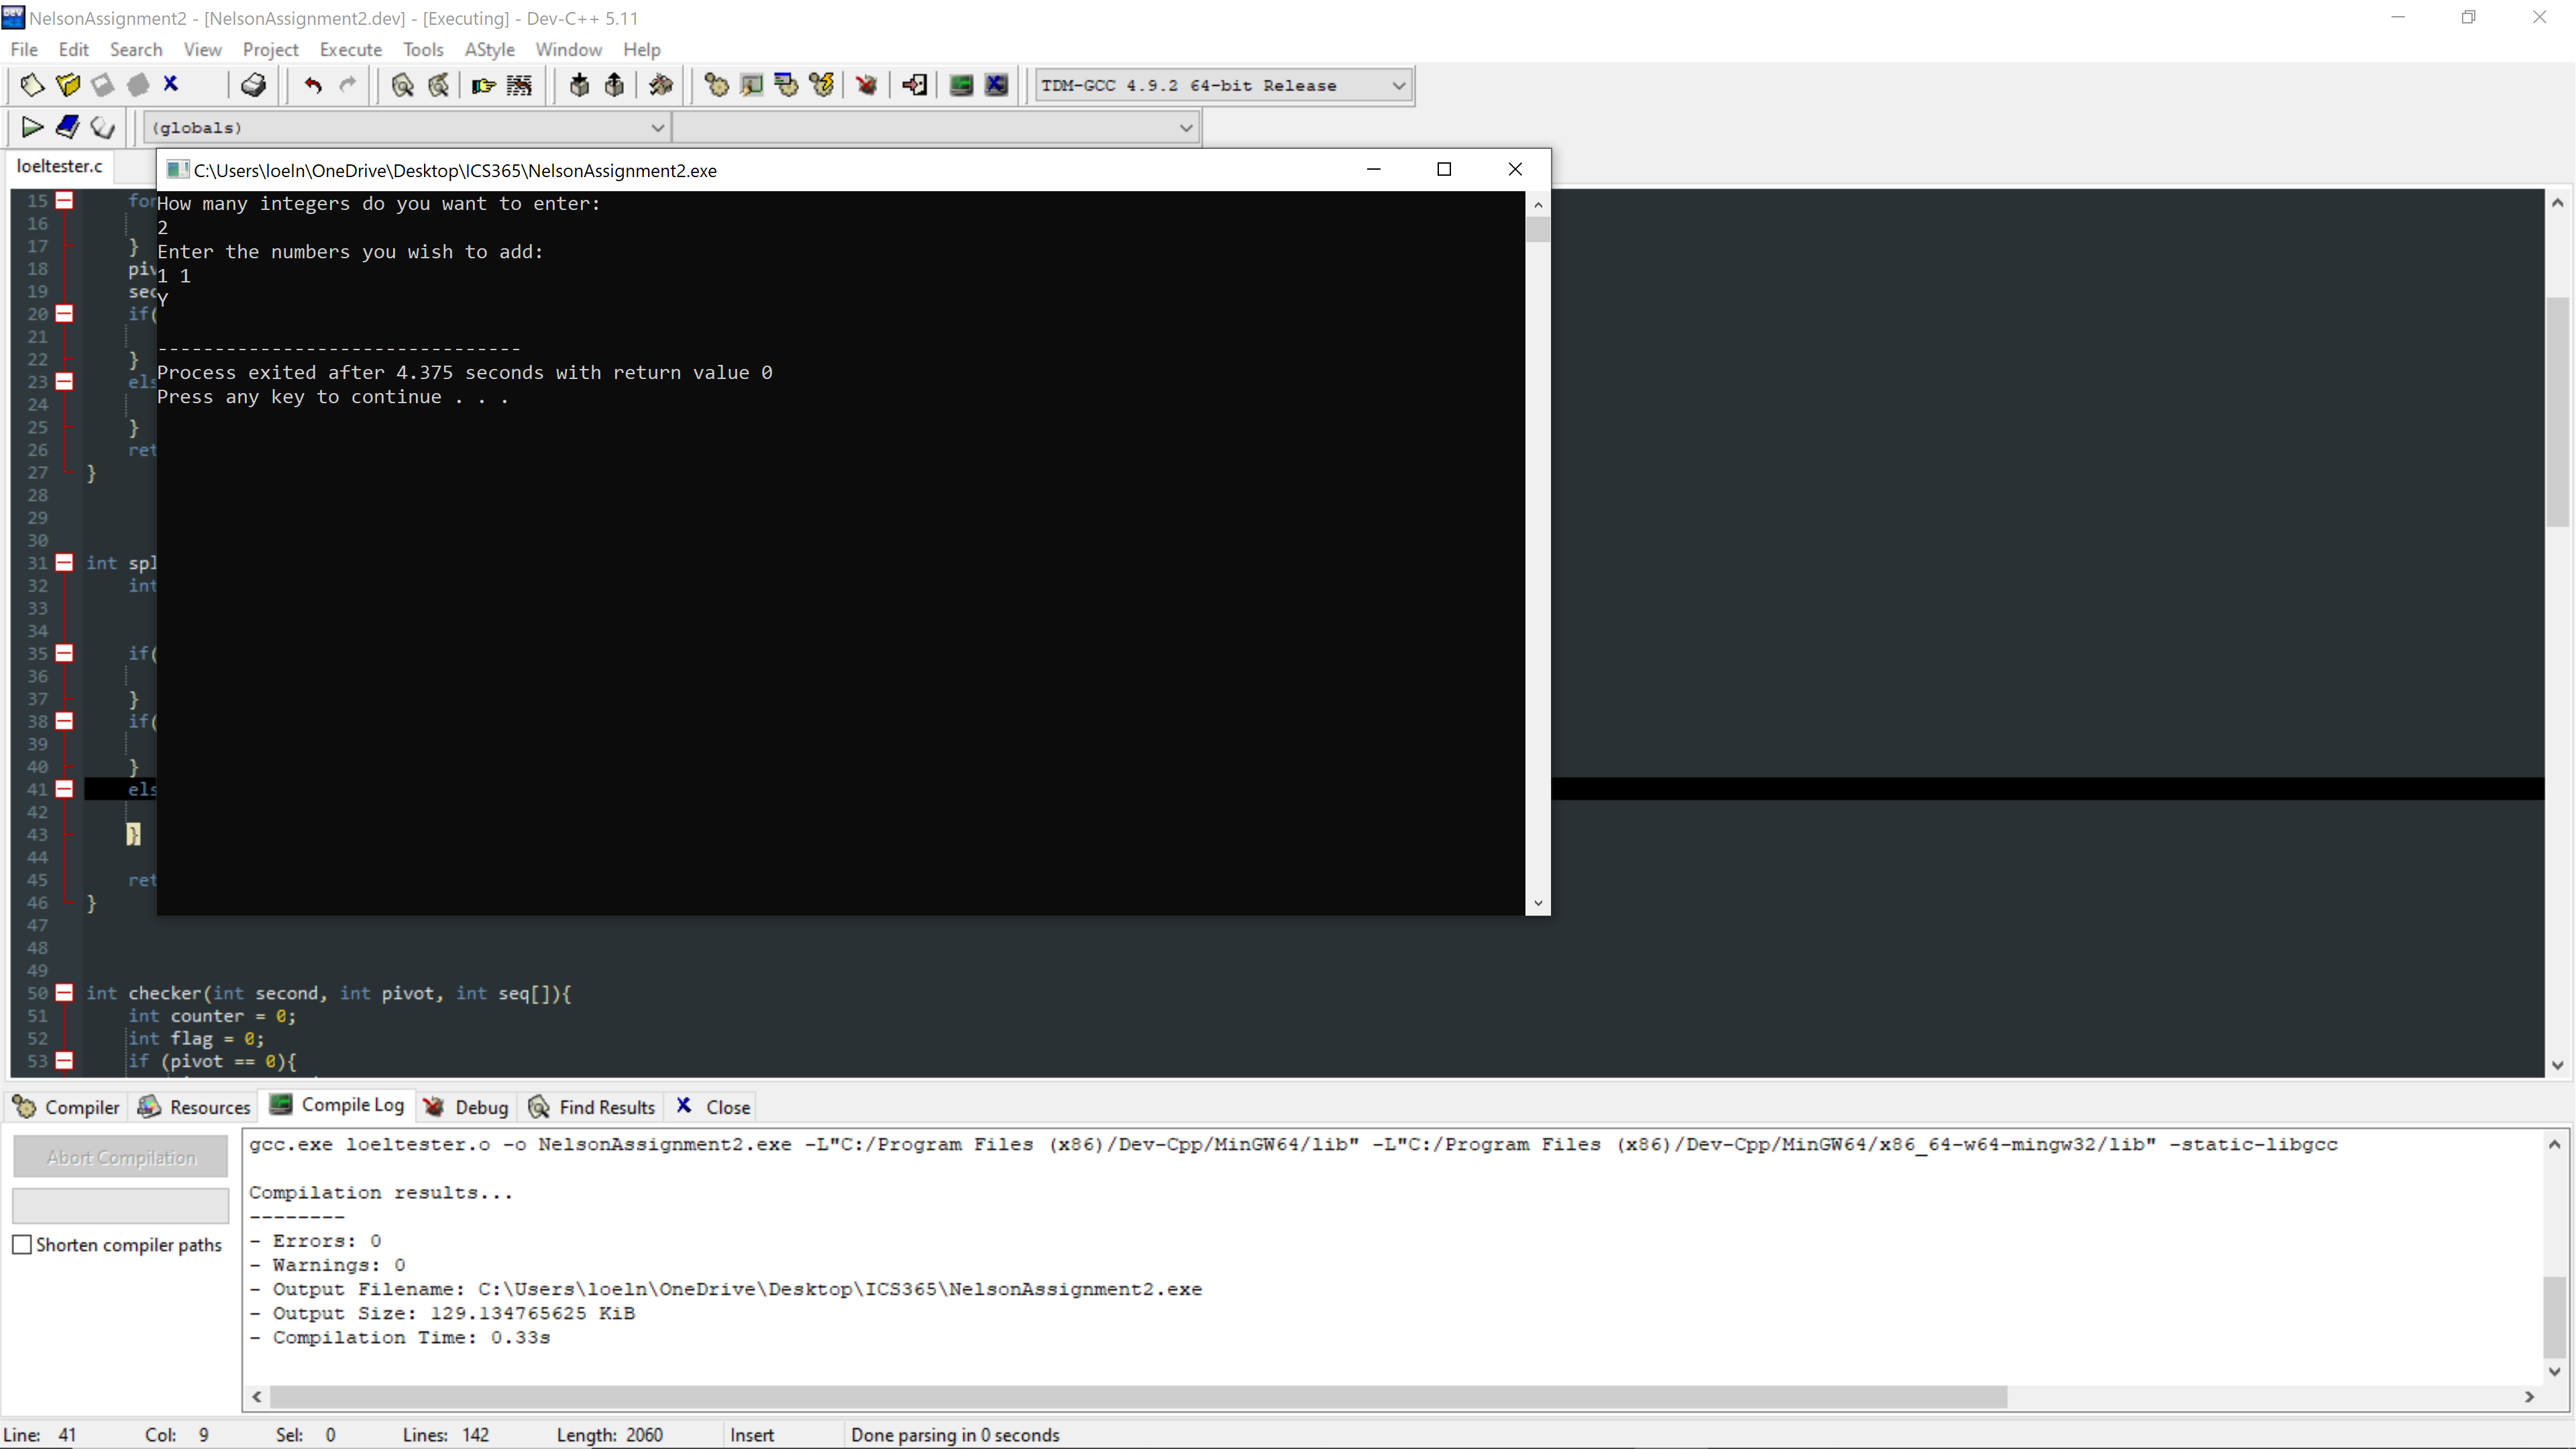 NelsonAssignment2 - [NelsonAssignment2.dev] - [Executing] - Dev-C++ 5.11
File Edit Search View Project Execute Tools AStyle Window Help
TDM-GCC 4.9.2 64-bit Release
(globals)
loeltester.c
C:\Users\loeln\OneDrive\Desktop\ICS365\NelsonAssignment2.exe
How many integers do you want to enter:
2
Enter the numbers you wish to add:
1 1
Y
--------------------------------
Process exited after 4.375 seconds with return value 0
Press any key to continue . . .
15 for
16
17 }
18 piv
19 sec
20 if(
21
22 }
23 els
24
25 }
26 ret
27 }
28
29
30
31 int spl
32 int
33
34
35 if(
36
37 }
38 if(
39
40 }
41 els
42
43 }
44
45 ret
46 }
47
48
49
50 int checker(int second, int pivot, int seq[]){
51 int counter = 0;
52 int flag = 0;
53 if (pivot == 0){
Compiler Resources Compile Log Debug Find Results Close
Abort Compilation
Shorten compiler paths
gcc.exe loeltester.o -o NelsonAssignment2.exe -L"C:/Program Files (x86)/Dev-Cpp/MinGW64/lib" -L"C:/Program Files (x86)/Dev-Cpp/MinGW64/x86_64-w64-mingw32/lib" -static-libgcc
Compilation results...
--------
- Errors: 0
- Warnings: 0
- Output Filename: C:\Users\loeln\OneDrive\Desktop\ICS365\NelsonAssignment2.exe
- Output Size: 129.134765625 KiB
- Compilation Time: 0.33s
Line: 41 Col: 9 Sel: 0 Lines: 142 Length: 2060 Insert Done parsing in 0 seconds